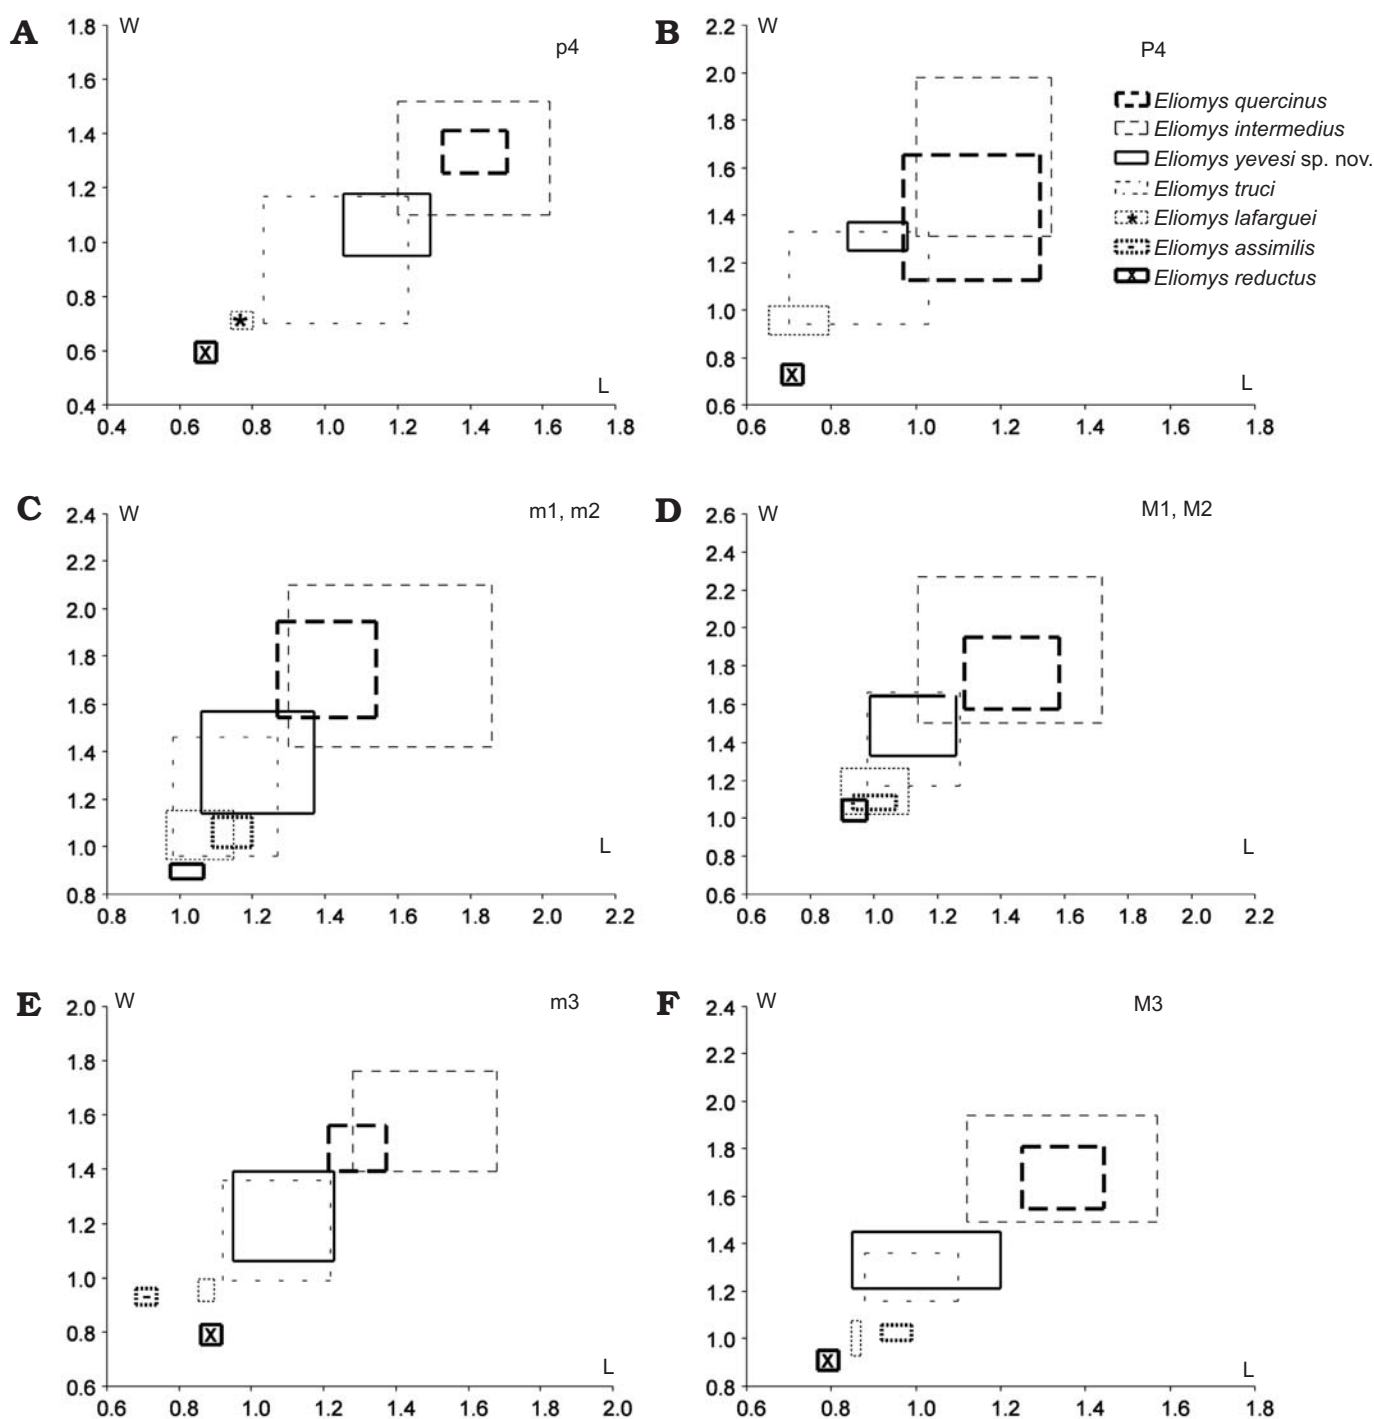 A
W
p4
1.8
1.6
1.4
1.2
1.0
0.8
0.6
0.4
L
0.4 0.6 0.8 1.0 1.2 1.4 1.6 1.8
B
W
P4
2.2
2.0
1.8
1.6
1.4
1.2
1.0
0.8
0.6
Eliomys quercinus
Eliomys intermedius
Eliomys yevesi sp. nov.
Eliomys truci
Eliomys lafarguei
Eliomys assimilis
X Eliomys reductus
X
L
0.6 0.8 1.0 1.2 1.4 1.6 1.8
X
C
W
m1, m2
2.4
2.2
2.0
1.8
1.6
1.4
1.2
1.0
0.8
L
0.8 1.0 1.2 1.4 1.6 1.8 2.0 2.2
D
W
M1, M2
2.6
2.4
2.2
2.0
1.8
1.6
1.4
1.2
1.0
0.8
0.6
L
0.6 0.8 1.0 1.2 1.4 1.6 1.8 2.0 2.2
E
W
m3
2.0
1.8
1.6
1.4
1.2
1.0
0.8
0.6
X
L
0.6 0.8 1.0 1.2 1.4 1.6 1.8 2.0
F
W
M3
2.4
2.2
2.0
1.8
1.6
1.4
1.2
1.0
0.8
X
L
0.6 0.8 1.0 1.2 1.4 1.6 1.8